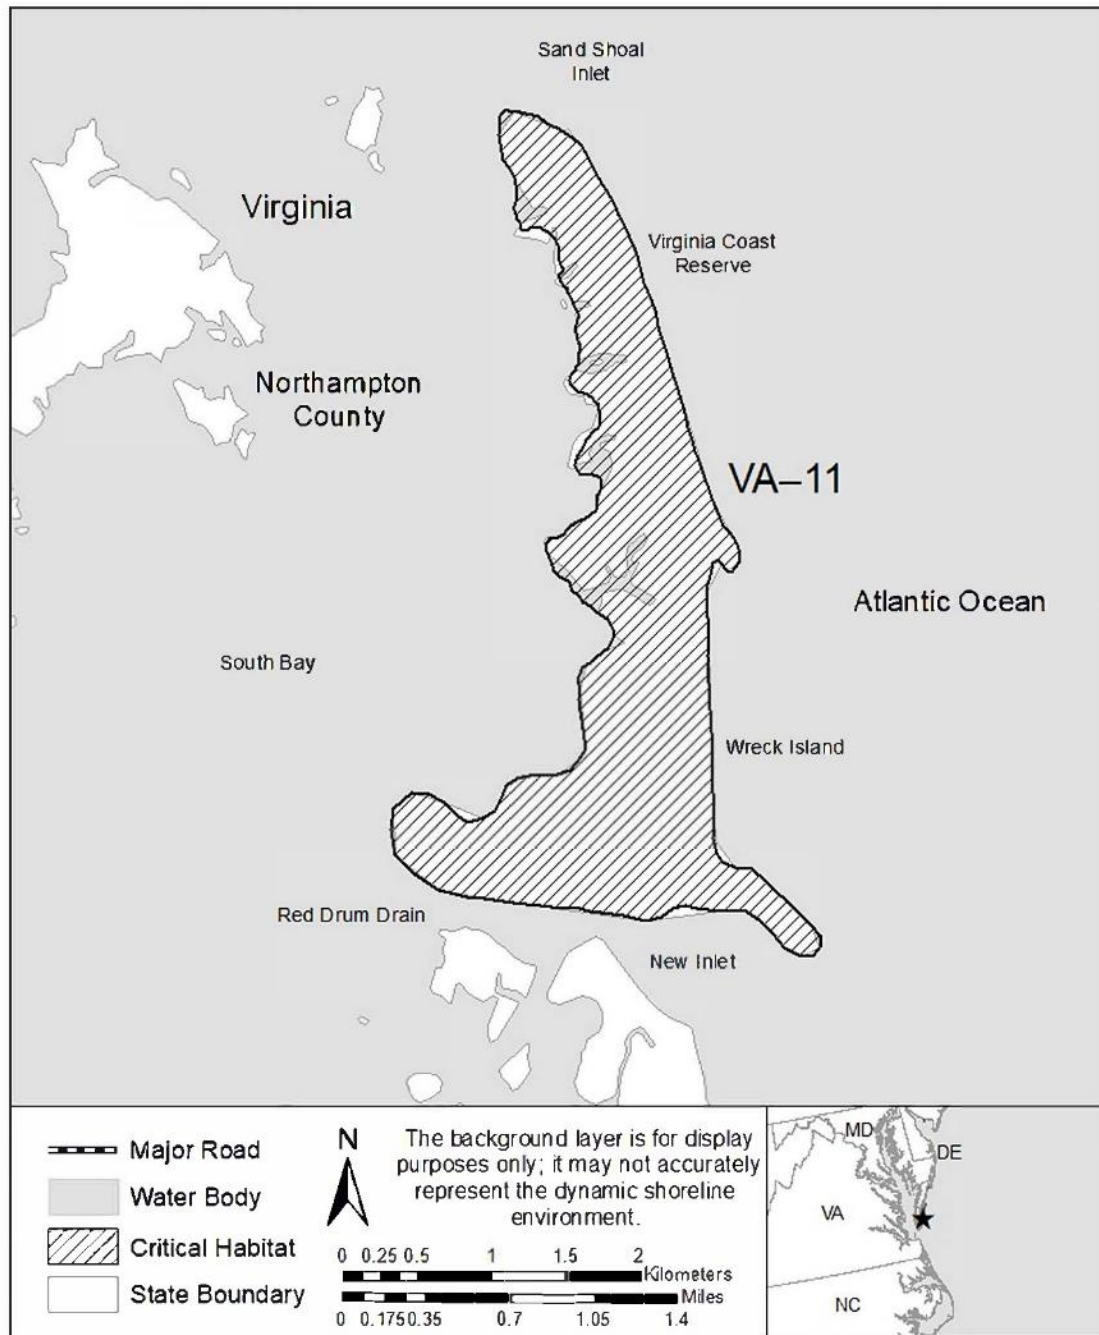 Sand Shoal
Inlet
Virginia
Virginia Coast
Reserve
Northampton
County
VA–11
Atlantic Ocean
South Bay
Wreck Island
Red Drum Drain
New Inlet
Major Road
Water Body
Critical Habitat
State Boundary
N
The background layer is for display
purposes only; it may not accurately
represent the dynamic shoreline
environment.
0 0.25 0.5 1 1.5 2
Kilometers
Miles
0 0.175 0.35 0.7 1.05 1.4
MD
DE
VA
NC